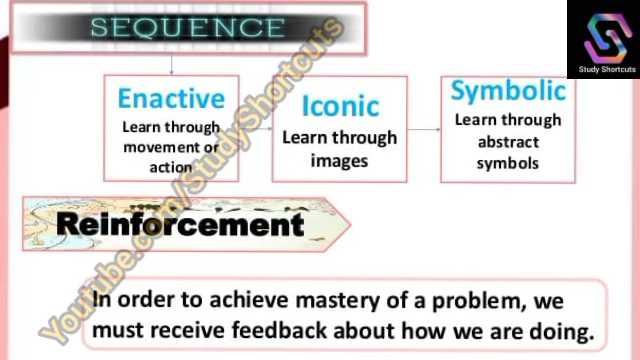 SEQUENCE
Study Shortcuts
Enactive
Learn through
movement or
action
Iconic
Learn through
images
Symbolic
Learn through
abstract
symbols
Reinforcement
In order to achieve mastery of a problem, we
must receive feedback about how we are doing.
Youtube.com/StudyShortcuts